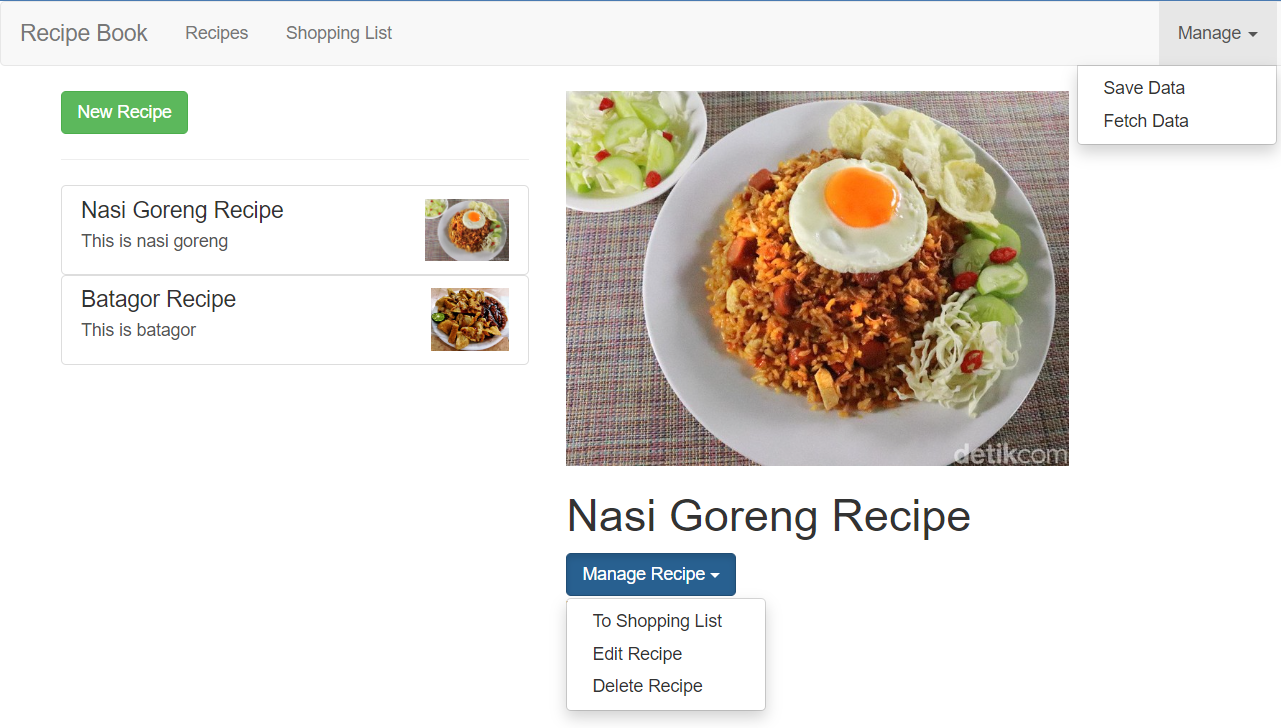 Recipe Book
Recipes
Shopping List
Manage
Save Data
Fetch Data
New Recipe
Nasi Goreng Recipe
This is nasi goreng
Batagor Recipe
This is batagor
detikcom
Nasi Goreng Recipe
Manage Recipe
To Shopping List
Edit Recipe
Delete Recipe